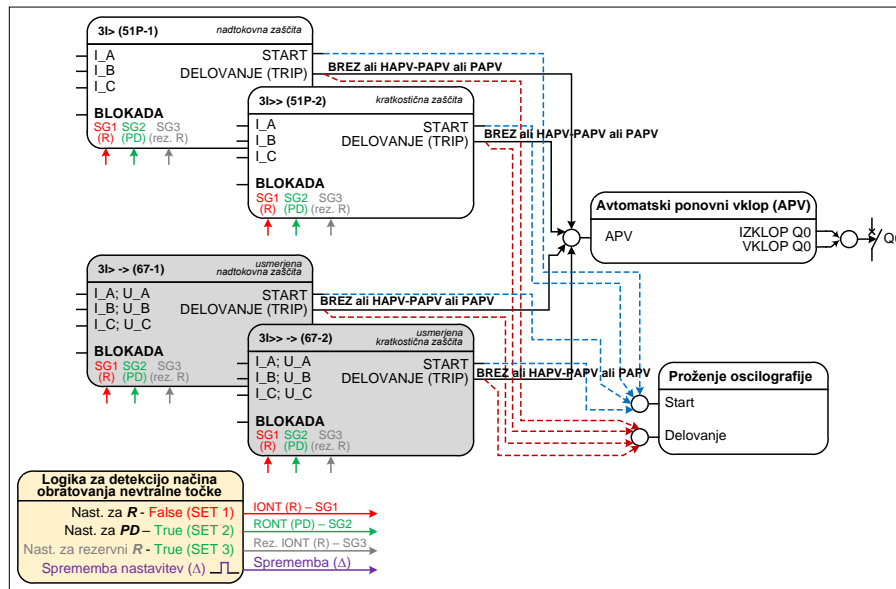 3I> (51P-1)
nadtokovna zaščita
I_A
I_B
I_C
START
DELOVANJE (TRIP)
BLOKADA
SG1 SG2 SG3
(R) (PD) (rez. R)
BREZ ali HAPV-PAPV ali PAPV
3I>> (51P-2)
kratkostična zaščita
I_A
I_B
I_C
START
DELOVANJE (TRIP)
BLOKADA
SG1 SG2 SG3
(R) (PD) (rez. R)
BREZ ali HAPV-PAPV ali PAPV
Avtomatski ponovni vklop (APV)
APV
IZKLOP Q0
VKLOP Q0
3I> -> (67-1)
usmerjena
nadtokovna zaščita
I_A; U_A
I_B; U_B
I_C; U_C
START
DELOVANJE (TRIP)
BLOKADA
SG1 SG2 SG3
(R) (PD) (rez. R)
BREZ ali HAPV-PAPV ali PAPV
3I>> -> (67-2)
usmerjena
kratkostična zaščita
I_A; U_A
I_B; U_B
I_C; U_C
START
DELOVANJE (TRIP)
BLOKADA
SG1 SG2 SG3
(R) (PD) (rez. R)
BREZ ali HAPV-PAPV ali PAPV
Proženje oscilografije
Start
Delovanje
Logika za detekcijo načina
obratovanja nevtralne točke
Nast. za R - False (SET 1)
Nast. za PD – True (SET 2)
Nast. za rezervni R - True (SET 3)
Sprememba nastavitev (Δ)
IONT (R) – SG1
RONT (PD) – SG2
Rez. IONT (R) – SG3
Sprememba (Δ)